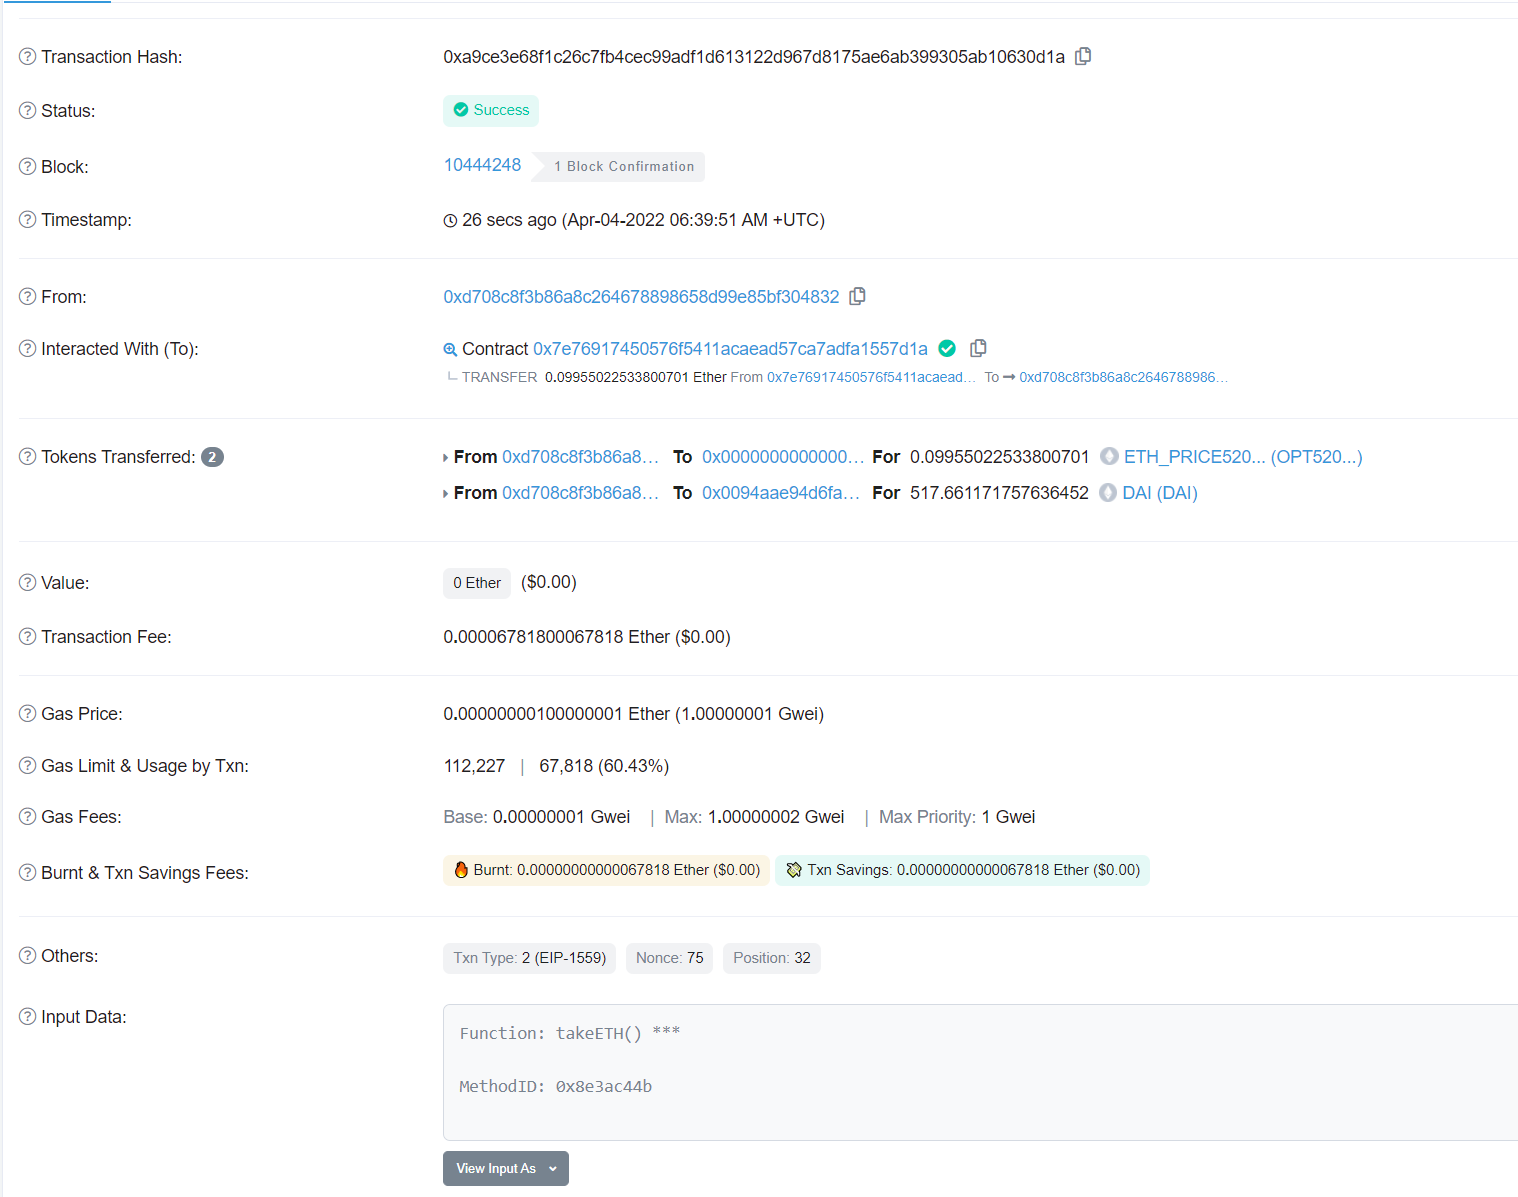 Transaction Hash: 0xa9ce3e68f1c26c7fb4cec99adf1d613122d967d8175ae6ab399305ab10630d1a
Status: Success
Block: 10444248 1 Block Confirmation
Timestamp: 26 secs ago (Apr-04-2022 06:39:51 AM +UTC)
From: 0xd708c8f3b86a8c264678898658d99e85bf304832
Interacted With (To): Contract 0x7e76917450576f5411acaead57ca7adfa1557d1a
TRANSFER 0.09955022533800701 Ether From 0x7e76917450576f5411acaead... To → 0xd708c8f3b86a8c2646788986...
Tokens Transferred: 2 From 0xd708c8f3b86a8... To 0x0000000000000... For 0.09955022533800701 ETH_PRICE520... (OPT520...)
From 0xd708c8f3b86a8... To 0x0094aae94d6fa... For 517.661171757636452 DAI (DAI)
Value: 0 Ether ($0.00)
Transaction Fee: 0.00006781800067818 Ether ($0.00)
Gas Price: 0.00000000100000001 Ether (1.00000001 Gwei)
Gas Limit & Usage by Txn: 112,227 | 67,818 (60.43%)
Gas Fees: Base: 0.00000001 Gwei | Max: 1.00000002 Gwei | Max Priority: 1 Gwei
Burnt & Txn Savings Fees: Burnt: 0.00000000000067818 Ether ($0.00) Txn Savings: 0.00000000000067818 Ether ($0.00)
Others: Txn Type: 2 (EIP-1559) Nonce: 75 Position: 32
Input Data: Function: takeETH() ***
MethodID: 0x8e3ac44b
View Input As